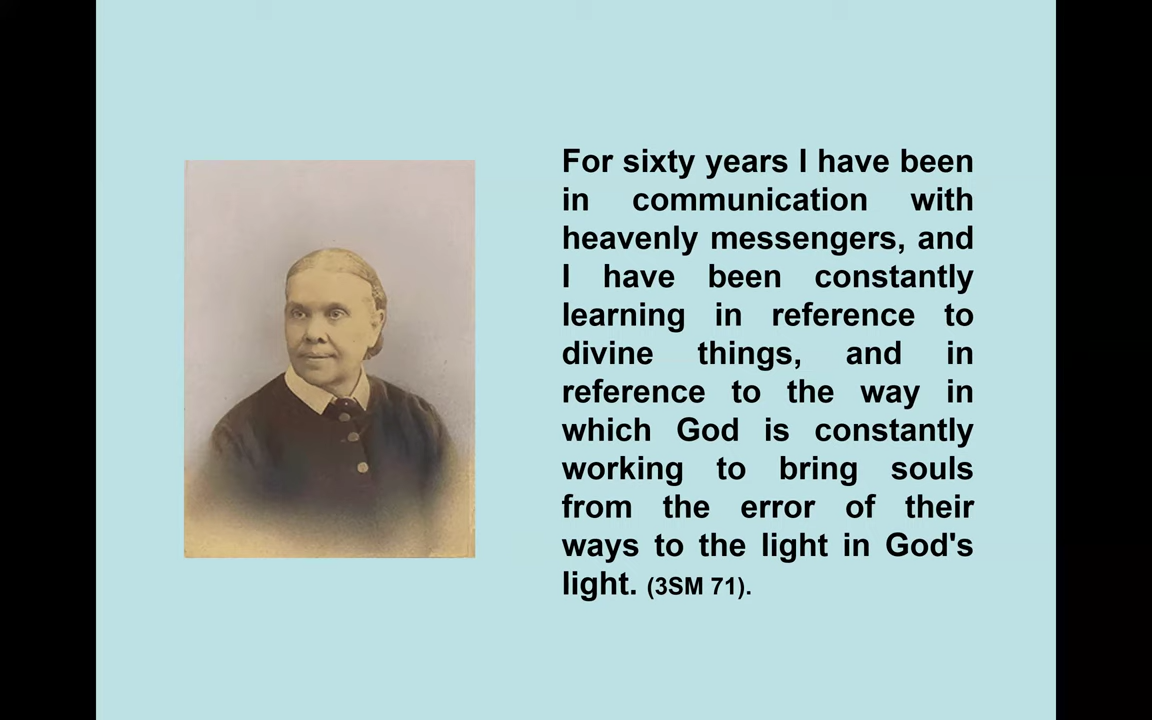 For sixty years I have been
in communication with
heavenly messengers, and
I have been constantly
learning in reference to
divine things, and in
reference to the way in
which God is constantly
working to bring souls
from the error of their
ways to the light in God's
light. (3SM 71).